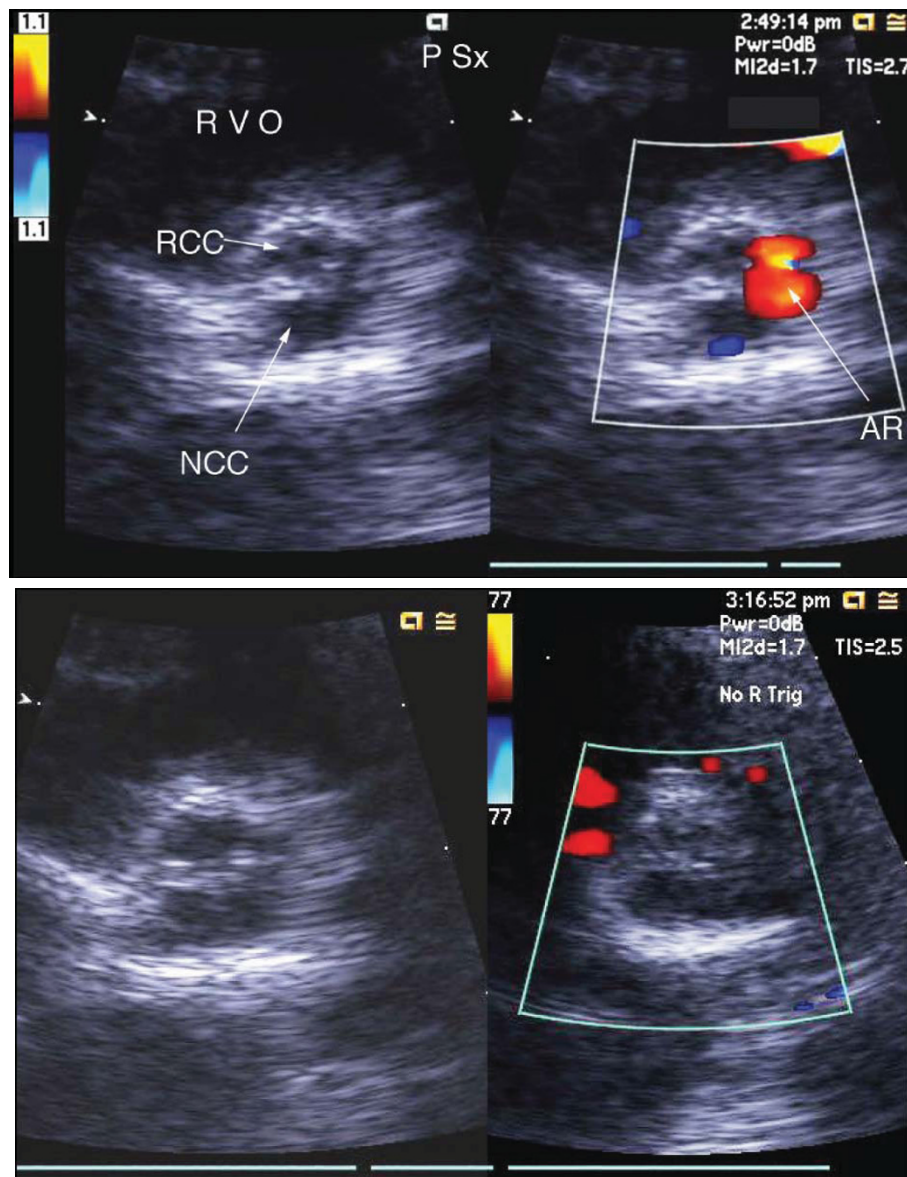 1.1
2:49:14 pm
P Sx
Pwr=0dB
MI2d=1.7 TIS=2.7
R V O
1.1
RCC
AR
NCC
77
3:16:52 pm
Pwr=0dB
MI2d=1.7 TIS=2.5
No R Trig
77